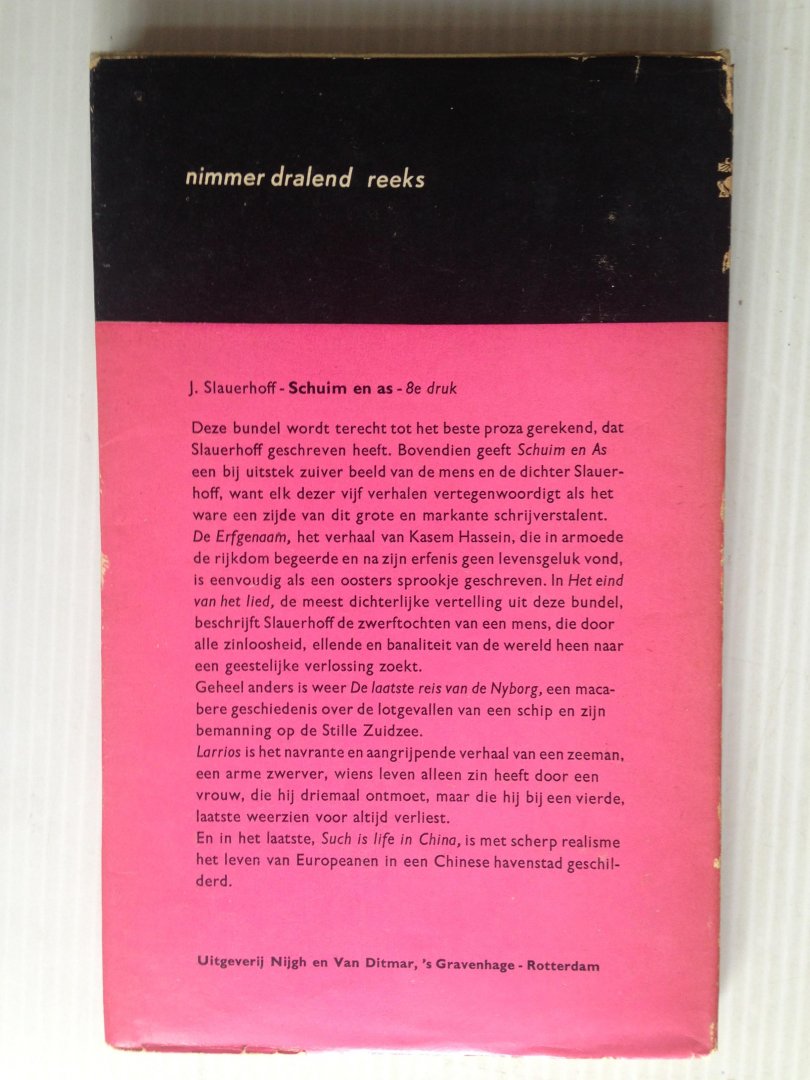 nimmer dralend reeks
J. Slauerhoff - Schuim en as - 8e druk
Deze bundel wordt terecht tot het beste proza gerekend, dat
Slauerhoff geschreven heeft. Bovendien geeft Schuim en As
een bij uitstek zuiver beeld van de mens en de dichter Slauer-
hoff, want elk dezer vijf verhalen vertegenwoordigt als het
ware een zijde van dit grote en markante schrijverstalent.
De Erfgenaam, het verhaal van Kasem Hassein, die in armoede
de rijkdom begeerde en na zijn erfenis geen levensgeluk vond,
is eenvoudig als een oosters sprookje geschreven. In Het eind
van het lied, de meest dichterlijke vertelling uit deze bundel,
beschrijft Slauerhoff de zwerftochten van een mens, die door
alle zinloosheid, ellende en banaliteit van de wereld heen naar
een geestelijke verlossing zoekt.
Geheel anders is weer De laatste reis van de Nyborg, een maca-
bere geschiedenis over de lotgevallen van een schip en zijn
bemanning op de Stille Zuidzee.
Larrios is het navrante en aangrijpende verhaal van een zeeman,
een arme zwerver, wiens leven alleen zin heeft door een
vrouw, die hij driemaal ontmoet, maar die hij bij een vierde,
laatste weerzien voor altijd verliest.
En in het laatste, Such is life in China, is met scherp realisme
het leven van Europeanen in een Chinese havenstad geschil-
derd.
Uitgeverij Nijgh en Van Ditmar, 's Gravenhage - Rotterdam